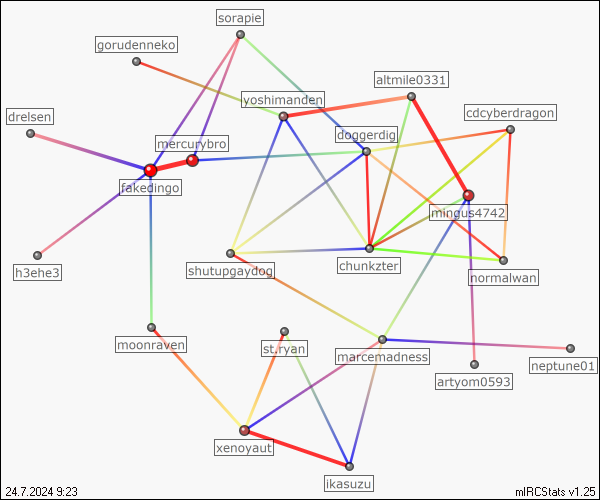 sorapie
gorudenneko
altmile0331
yoshimanden
cdcyberdragon
drelsen
doggerdig
mercurybro
fakedingo
mingus4742
h3ehe3
shutupgaydog
chunkzter
normalwan
moonraven
st.ryan
marcemadness
neptune01
artyom0593
xenoyaut
ikasuzu
24.7.2024 9:23
mIRCStats v1.25